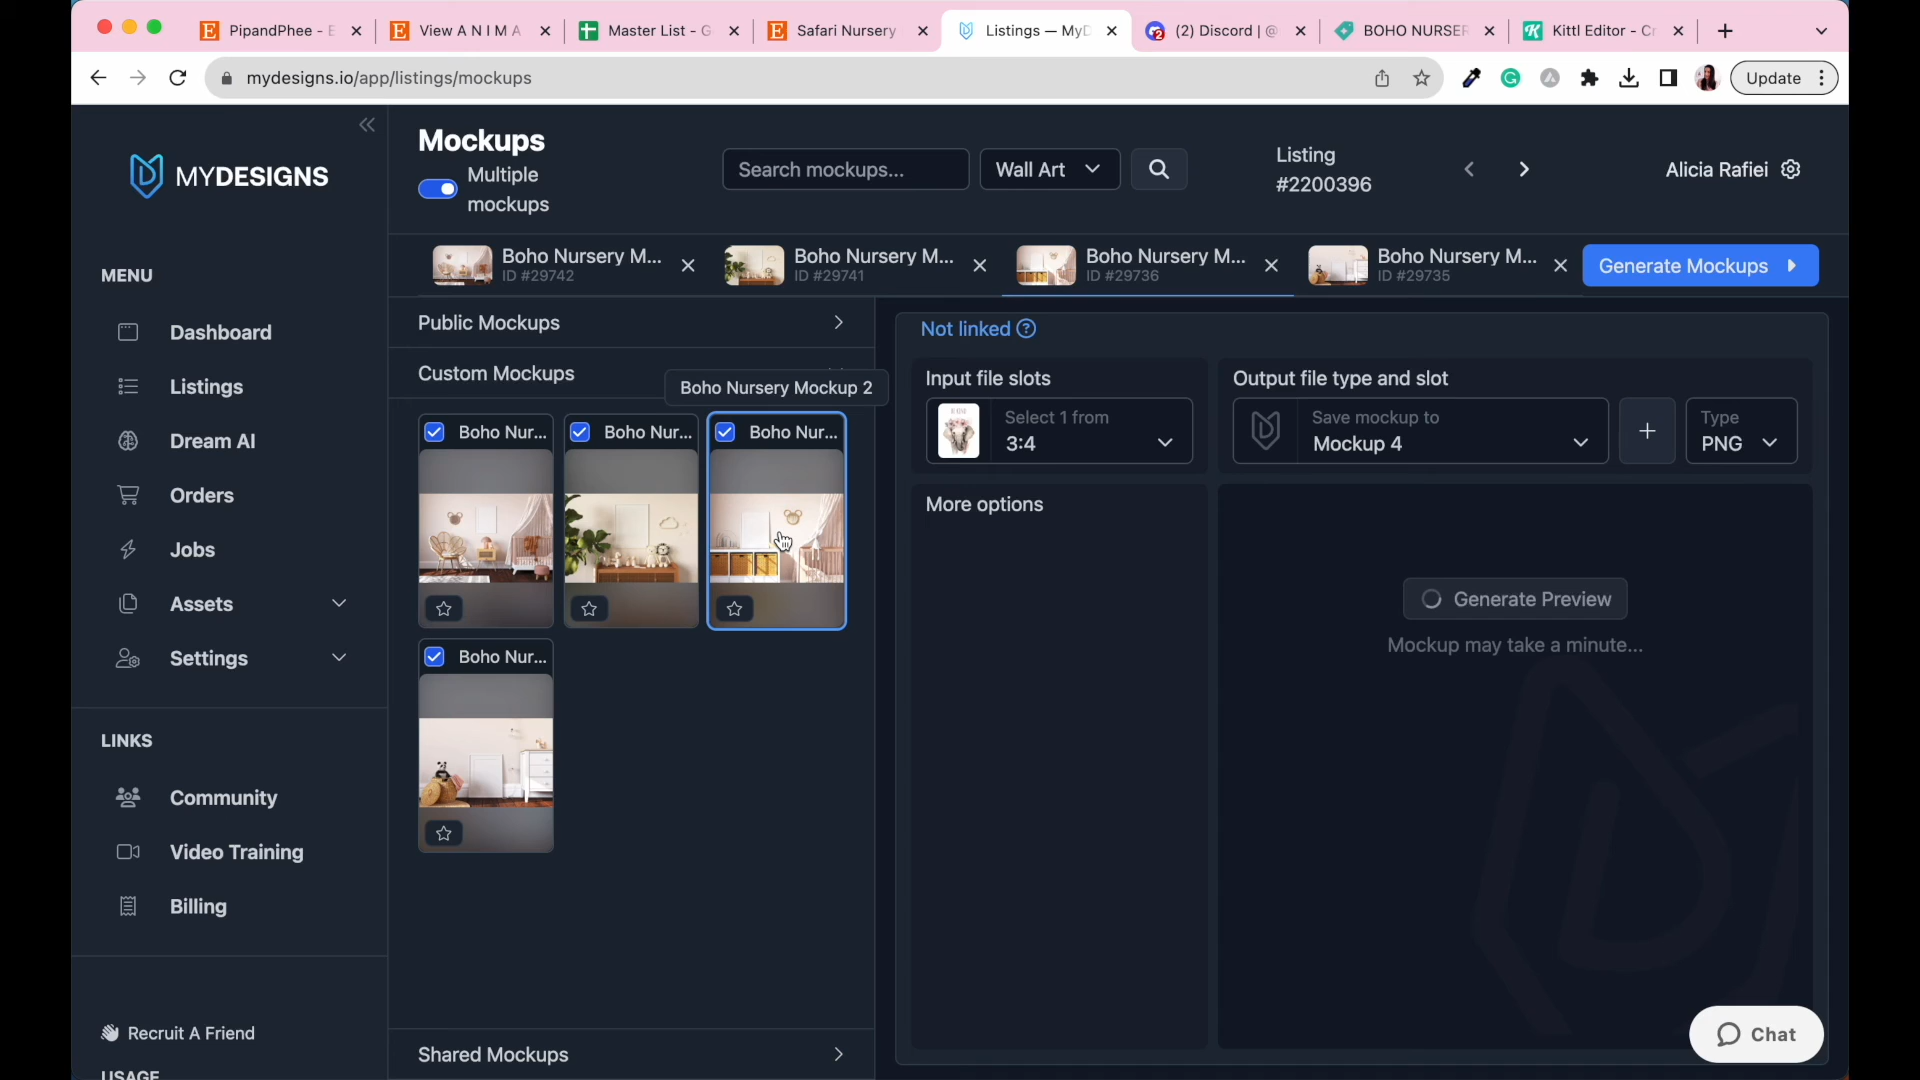 PipandPhee - E
View A N I M A
Master List - G
Safari Nursery
Listings — MyD
(2) Discord | @
BOHO NURSER
Kittl Editor - Cr
mydesigns.io/app/listings/mockups
Update
MYDESIGNS
MENU
Dashboard
Listings
Dream AI
Orders
Jobs
Assets
Settings
LINKS
Community
Video Training
Billing
Recruit A Friend
USAGE
Mockups
Multiple
mockups
Search mockups...
Wall Art
Listing
#2200396
Alicia Rafiei
Boho Nursery M...
ID #29742
Boho Nursery M...
ID #29741
Boho Nursery M...
ID #29736
Boho Nursery M...
ID #29735
Generate Mockups
Public Mockups
Custom Mockups
Boho Nursery Mockup 2
Boho Nur...
Boho Nur...
Boho Nur...
Boho Nur...
Shared Mockups
Not linked
Input file slots
Select 1 from
3:4
Output file type and slot
Save mockup to
Mockup 4
Type
PNG
More options
Generate Preview
Mockup may take a minute...
Chat